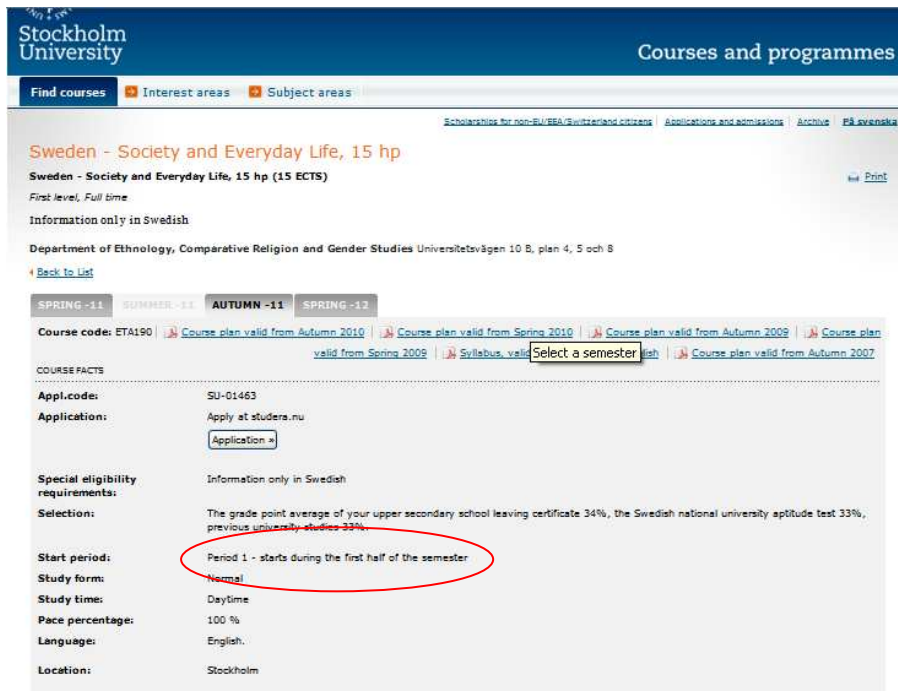 Stockholm
University
Courses and programmes
Find courses Interest areas Subject areas
Scholarships for non-EU/EEA/Switzerland citizens Applications and admissions Archive På svenska
Sweden - Society and Everyday Life, 15 hp
Sweden - Society and Everyday Life, 15 hp (15 ECTS)
Print
First level, Full time
Information only in Swedish
Department of Ethnology, Comparative Religion and Gender Studies Universitetsvägen 10 B, plan 4, 5 och 8
Back to List
SPRING -11 SUMMER -11 AUTUMN -11 SPRING -12
Course code: ETA190 | Course plan valid from Autumn 2010 | Course plan valid from Spring 2010 | Course plan valid from Autumn 2009 | Course plan
valid from Spring 2009 | Syllabus, valid Select a semester | Course plan valid from Autumn 2007
COURSE FACTS
Appl.code: SU-01463
Application: Apply at studera.nu
Application »
Special eligibility Information only in Swedish
requirements:
Selection: The grade point average of your upper secondary school leaving certificate 34%, the Swedish national university aptitude test 33%,
previous university studies 33%.
Start period: Period 1 - starts during the first half of the semester
Study form: Normal
Study time: Daytime
Pace percentage: 100 %
Language: English.
Location: Stockholm